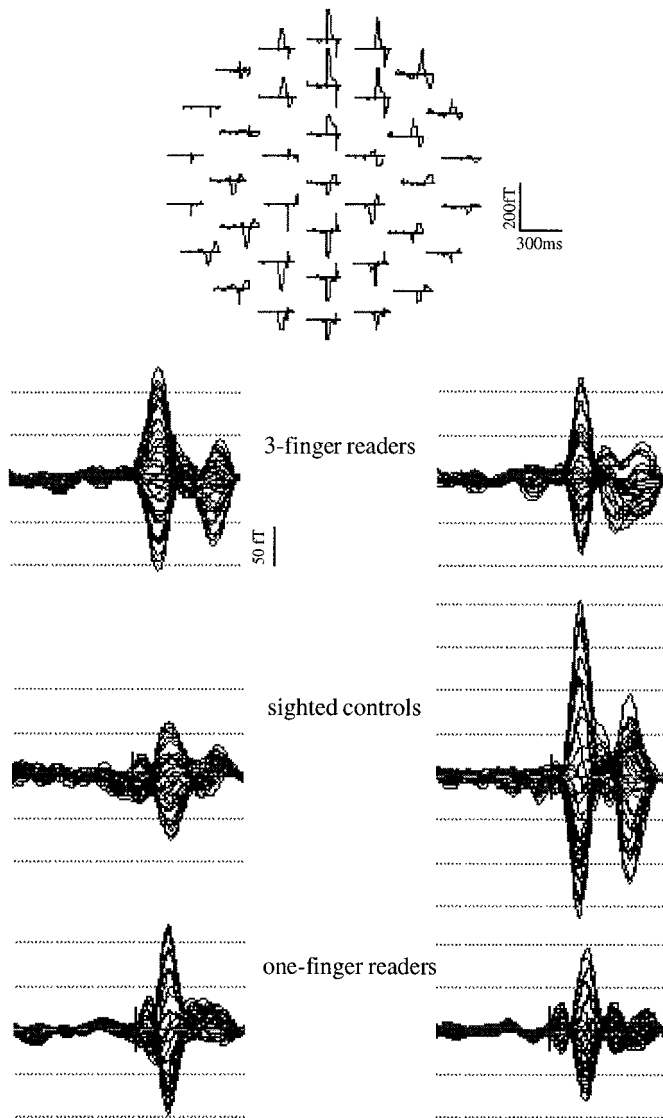 200fT
300ms
3-finger readers
50 fT
sighted controls
one-finger readers